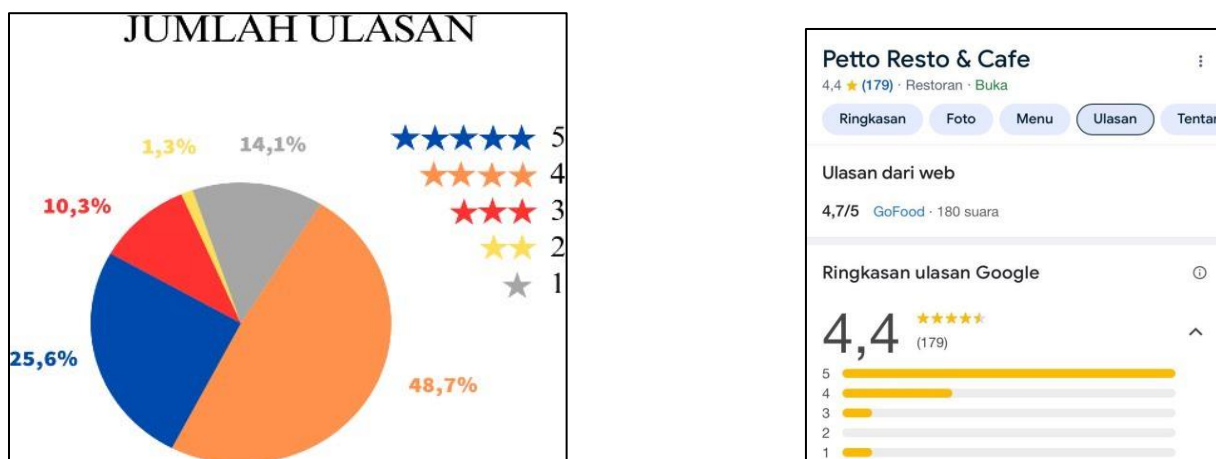 JUMLAH ULASAN
1,3%
14,1%
10,3%
25,6%
48,7%
5
4
3
2
1
Petto Resto & Cafe
4,4 ★ (179) · Restoran · Buka
Ringkasan Foto Menu Ulasan
Ulasan dari web
4,7/5 GoFood · 180 suara
Ringkasan ulasan Google
4,4
(179)
5
4
3
2
1